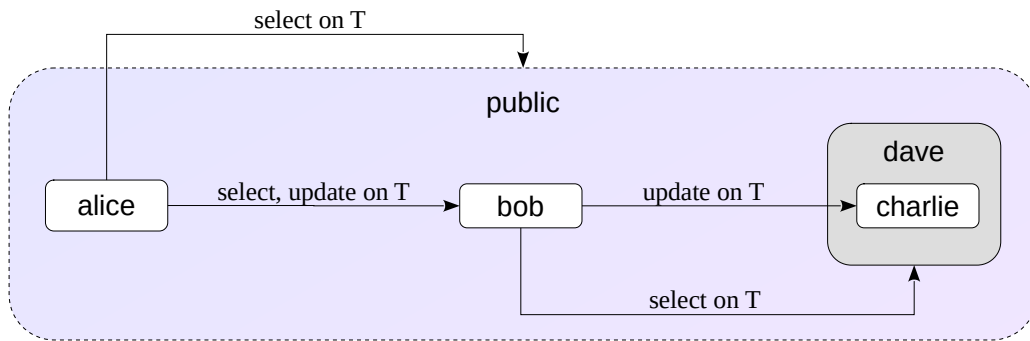 select on T
public
dave
alice
select, update on T
bob
update on T
charlie
select on T